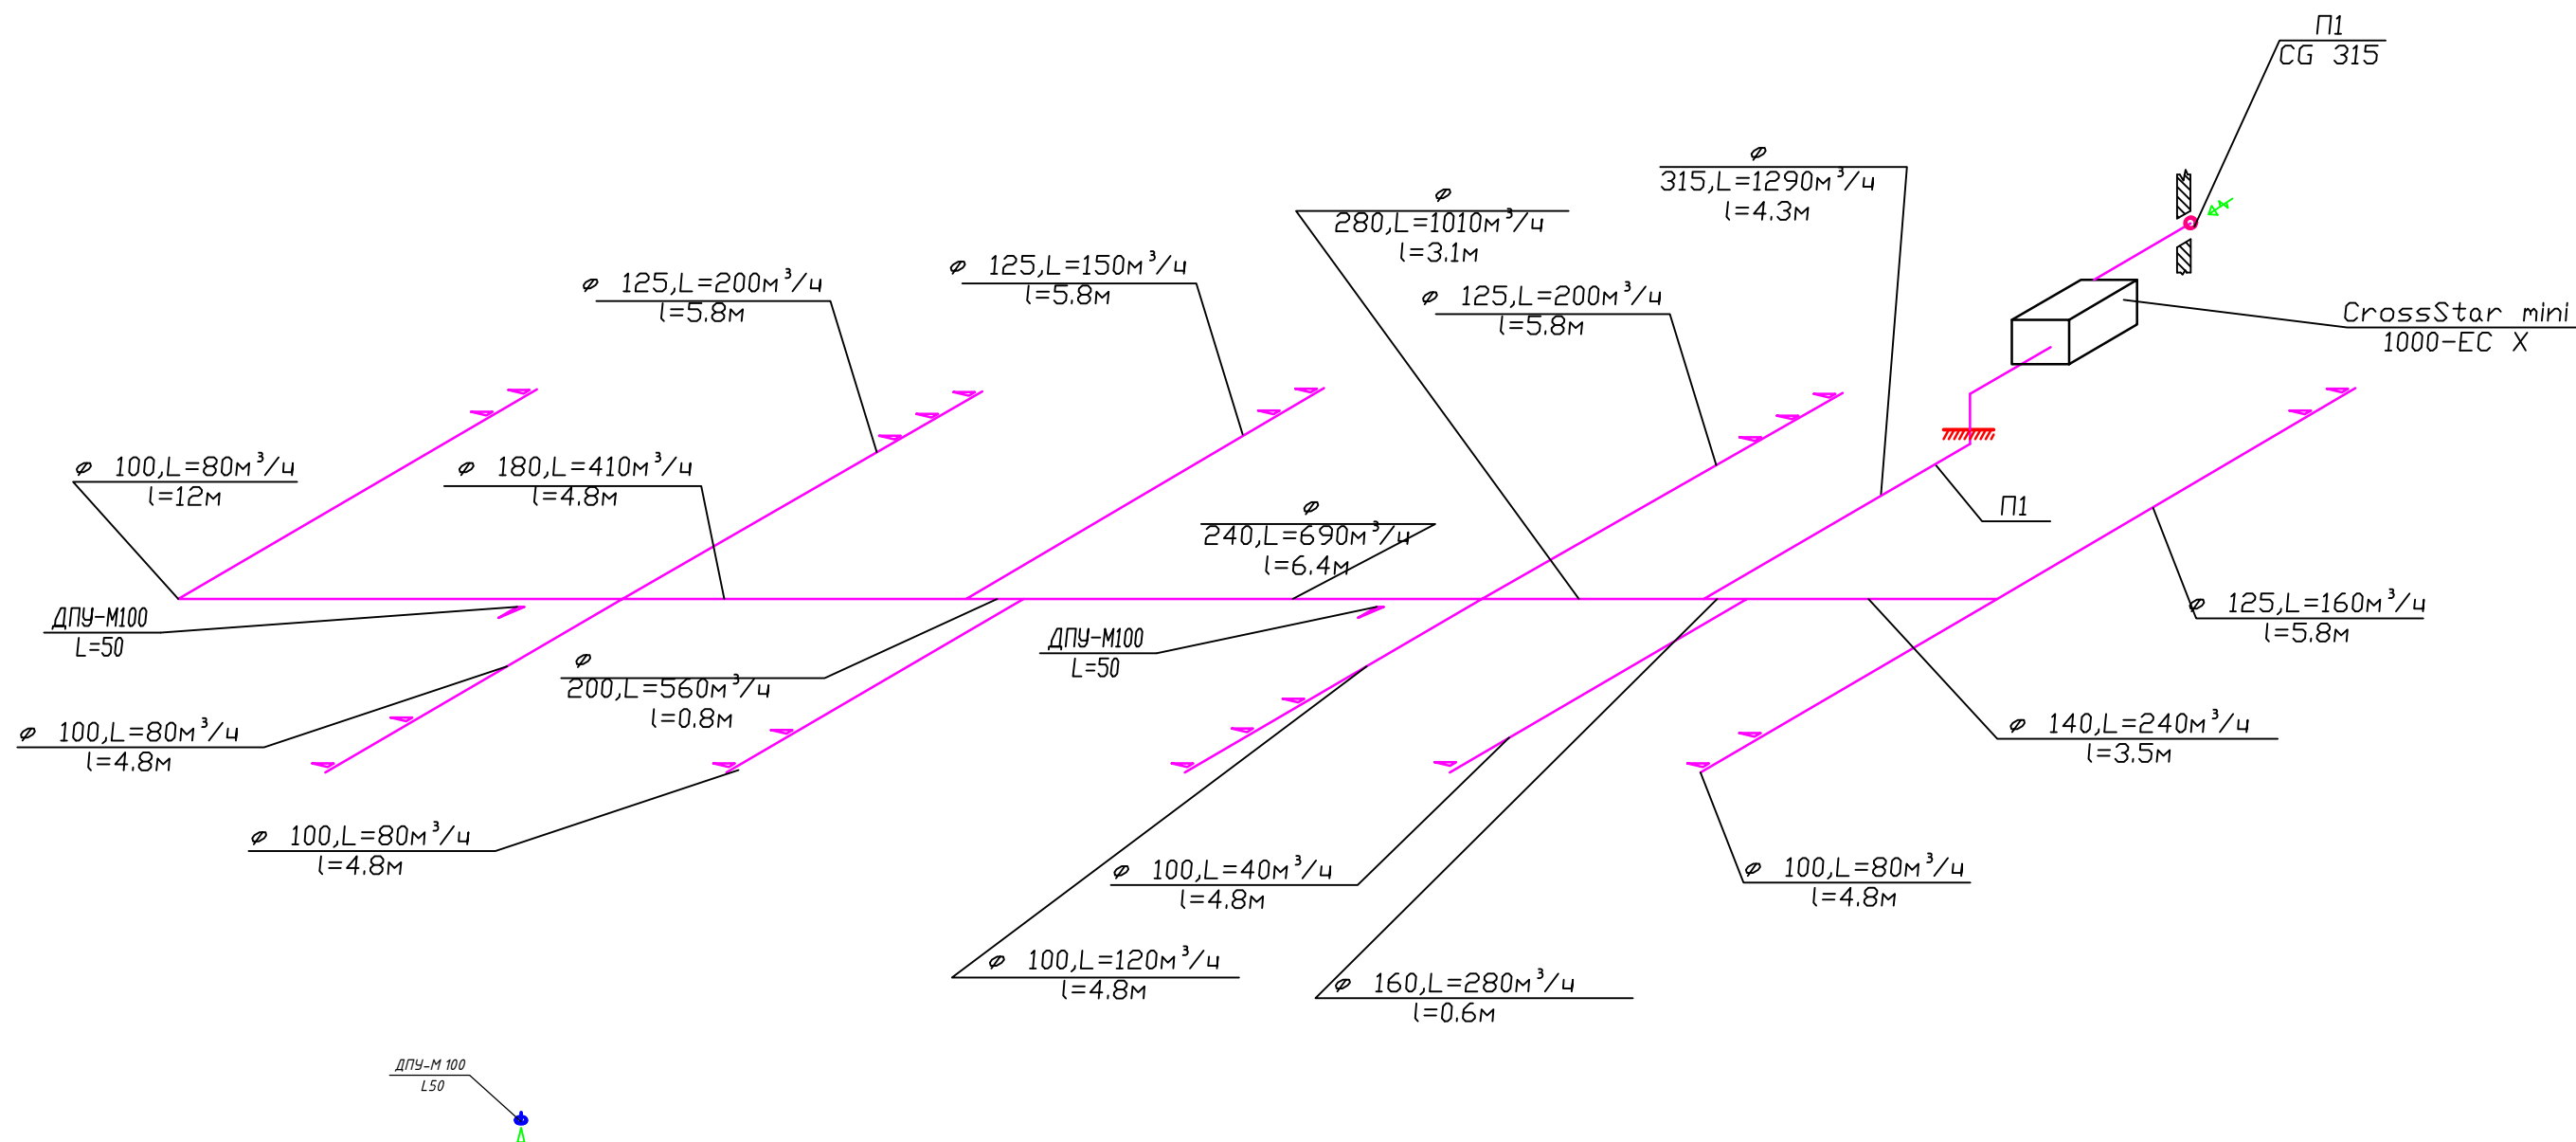 П1
CG 315
⌀
315,L=1290м³/ч
l=4.3м
⌀
280,L=1010м³/ч
l=3.1м
⌀ 125,L=200м³/ч
l=5.8м
⌀ 125,L=150м³/ч
l=5.8м
⌀ 125,L=200м³/ч
l=5.8м
CrossStar mini
1000-EC X
⌀ 100,L=80м³/ч
l=12м
⌀ 180,L=410м³/ч
l=4.8м
⌀
240,L=690м³/ч
l=6.4м
П1
ДПУ-М100
L=50
ДПУ-М100
L=50
⌀ 125,L=160м³/ч
l=5.8м
⌀
200,L=560м³/ч
l=0.8м
⌀ 100,L=80м³/ч
l=4.8м
⌀ 140,L=240м³/ч
l=3.5м
⌀ 100,L=80м³/ч
l=4.8м
⌀ 100,L=40м³/ч
l=4.8м
⌀ 100,L=80м³/ч
l=4.8м
⌀ 100,L=120м³/ч
l=4.8м
⌀ 160,L=280м³/ч
l=0.6м
ДПУ-М 100
L50